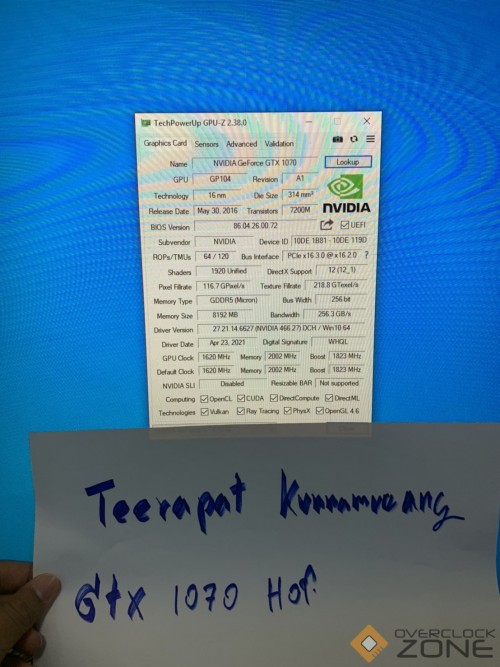 TechPowerUp GPU-Z 2.38.0
Graphics Card Sensors Advanced Validation
Name NVIDIA GeForce GTX 1070 Lookup
GPU GP104 Revision A1
Technology 16 nm Die Size 314 mm²
Release Date May 30, 2016 Transistors 7200M
NVIDIA
BIOS Version 86.04.26.00.72 UEFI
Subvendor NVIDIA Device ID 10DE 1B81 - 10DE 119D
ROPs/TMUs 64 / 120 Bus Interface PCIe x16 3.0 @ x16 2.0 ?
Shaders 1920 Unified DirectX Support 12 (12_1)
Pixel Fillrate 116.7 GPixel/s Texture Fillrate 218.8 GTexel/s
Memory Type GDDR5 (Micron) Bus Width 256 bit
Memory Size 8192 MB Bandwidth 256.3 GB/s
Driver Version 27.21.14.6627 (NVIDIA 466.27) DCH / Win10 64
Driver Date Apr 23, 2021 Digital Signature WHQL
GPU Clock 1620 MHz Memory 2002 MHz Boost 1823 MHz
Default Clock 1620 MHz Memory 2002 MHz Boost 1823 MHz
NVIDIA SLI Disabled Resizable BAR Not supported
Computing OpenCL CUDA DirectCompute DirectML
Technologies Vulkan Ray Tracing PhysX OpenGL 4.6
Teerapat
Gtx 1070 Hof.
OVERCLOCK
ZONE